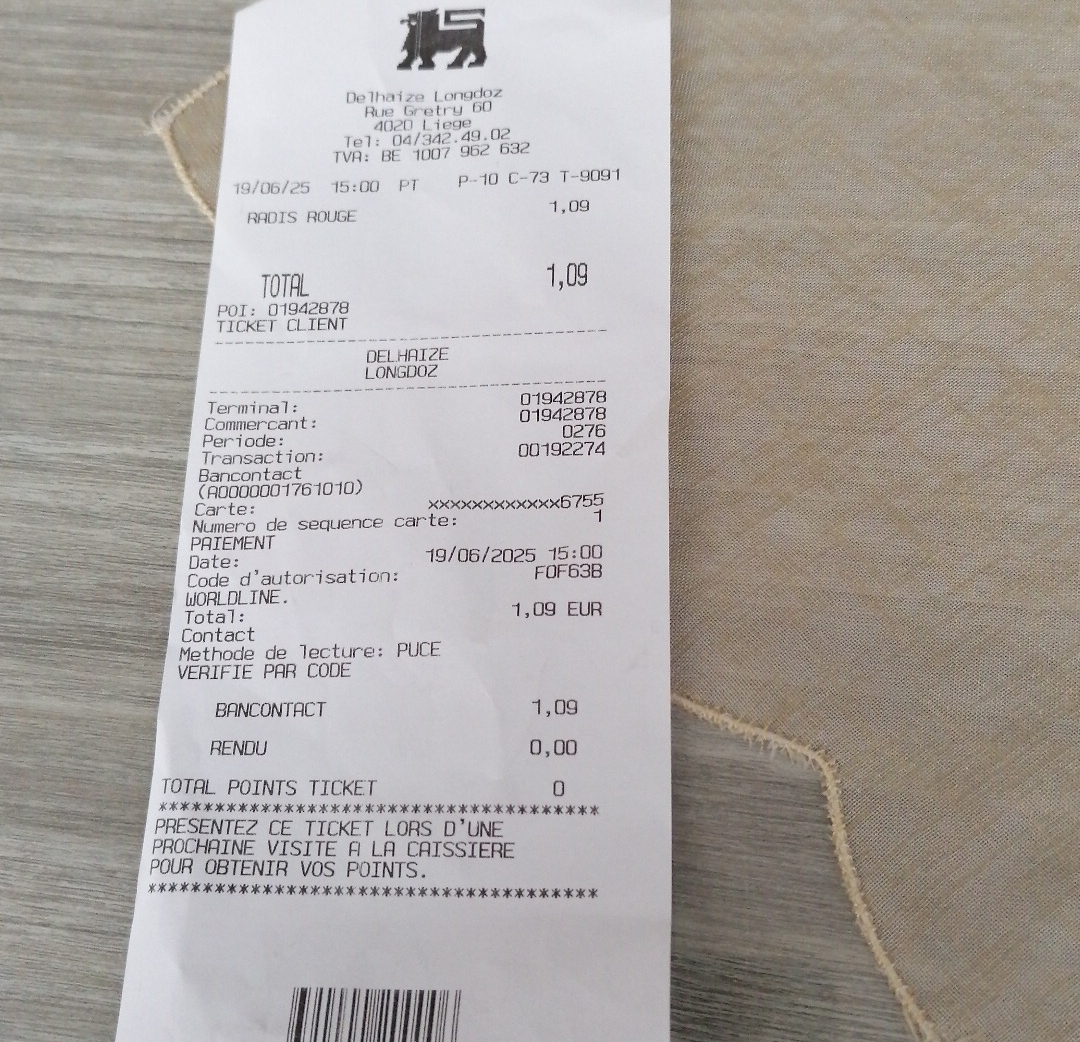 Delhaize Longdoz
Rue Gretry 60
4020 Liege
Tel: 04/342.49.02
TVA: BE 1007 962 632
19/06/25 15:00 PT P-10 C-73 T-9091
RADIS ROUGE 1,09
TOTAL 1,09
POI: 01942878
TICKET CLIENT
DELHAIZE
LONGDOZ
Terminal: 01942878
Commercant: 01942878
Periode: 0276
Transaction: 00192274
Bancontact
(A0000001761010)
Carte: xxxxxxxxxxxx6755
Numero de sequence carte: 1
PAIEMENT
Date: 19/06/2025 15:00
Code d'autorisation: F0F63B
WORLDLINE.
Total: 1,09 EUR
Contact
Methode de lecture: PUCE
VERIFIE PAR CODE
BANCONTACT 1,09
RENDU 0,00
TOTAL POINTS TICKET 0
****************************************
PRESENTEZ CE TICKET LORS D'UNE
PROCHAINE VISITE A LA CAISSIERE
POUR OBTENIR VOS POINTS.
****************************************